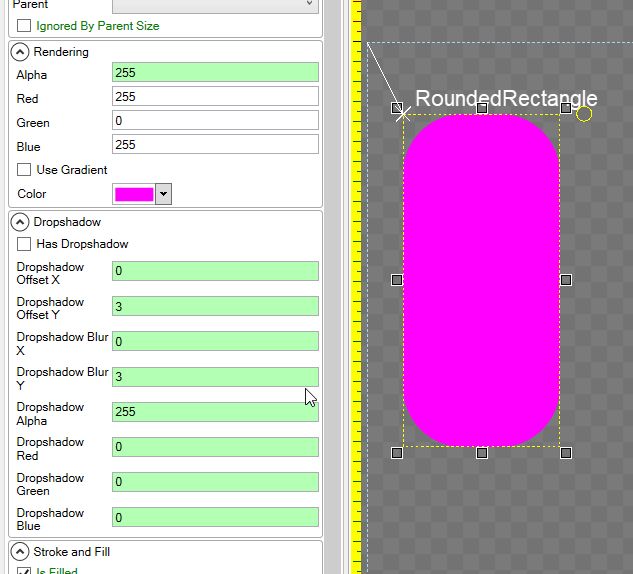 Parent
Ignored By Parent Size
Rendering
Alpha
255
Red
255
Green
0
Blue
255
Use Gradient
Color
Dropshadow
Has Dropshadow
Dropshadow
Offset X
0
Dropshadow
Offset Y
3
Dropshadow Blur
X
0
Dropshadow Blur
Y
3
Dropshadow
Alpha
255
Dropshadow
Red
0
Dropshadow
Green
0
Dropshadow
Blue
0
Stroke and Fill
Is Filled
RoundedRectangle